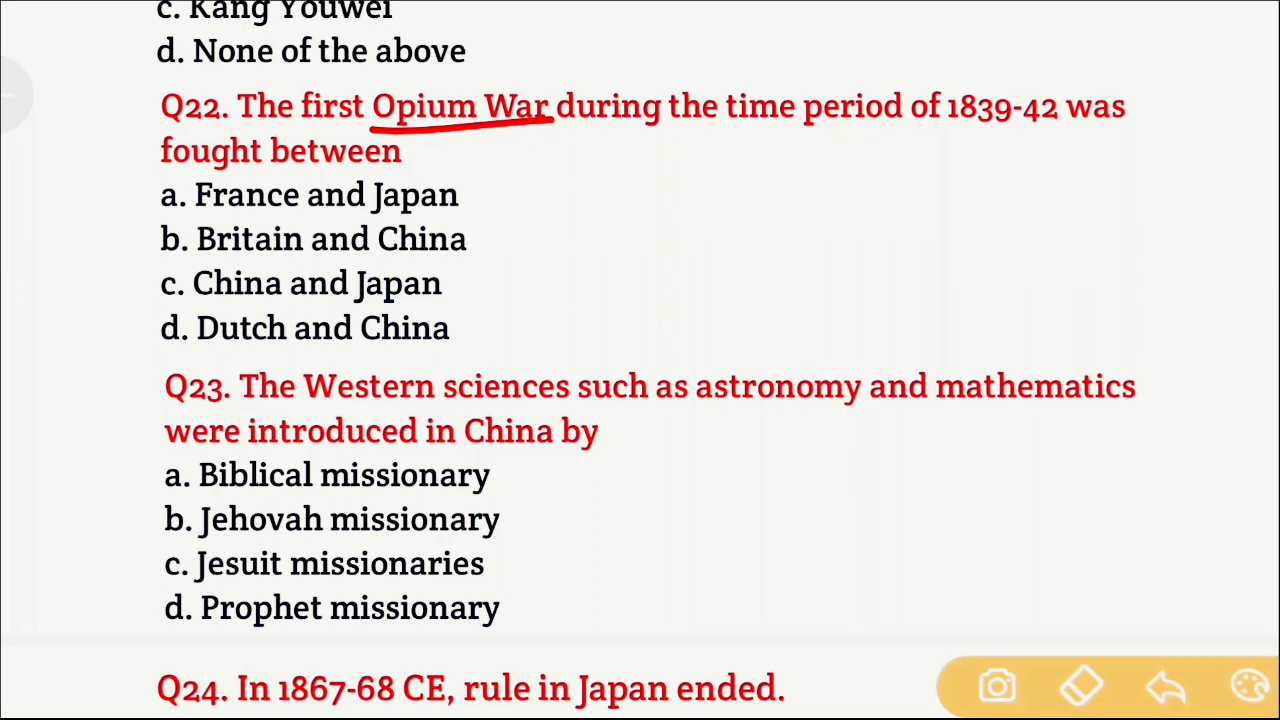 c. Kang Youwei
d. None of the above
Q22. The first Opium War during the time period of 1839-42 was
fought between
a. France and Japan
b. Britain and China
c. China and Japan
d. Dutch and China
Q23. The Western sciences such as astronomy and mathematics
were introduced in China by
a. Biblical missionary
b. Jehovah missionary
c. Jesuit missionaries
d. Prophet missionary
Q24. In 1867-68 CE, rule in Japan ended.